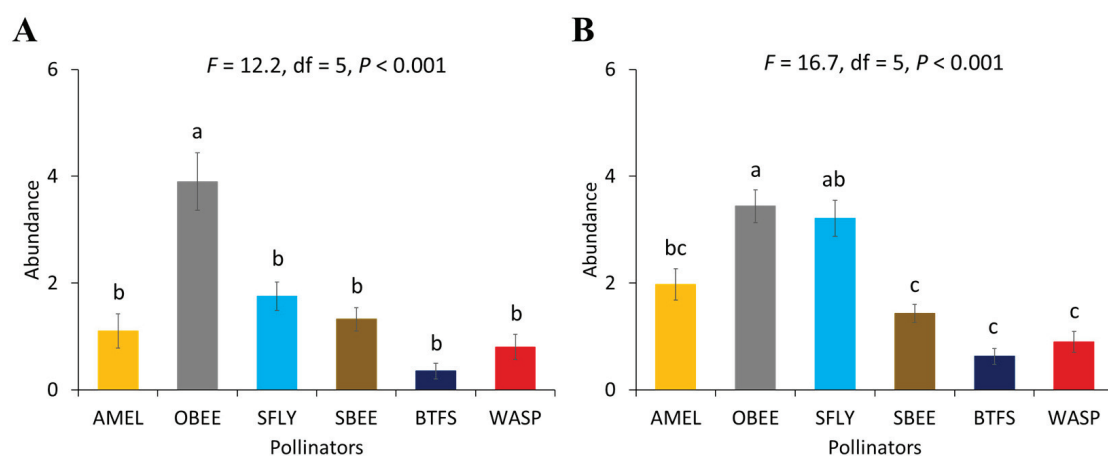 A
F = 12.2, df = 5, P < 0.001
6
4
2
0
Abundance
a
b
b
b
b
b
AMEL OBEE SFLY SBEE BTFS WASP
Pollinators
B
F = 16.7, df = 5, P < 0.001
6
4
2
0
Abundance
bc
a
ab
c
c
c
AMEL OBEE SFLY SBEE BTFS WASP
Pollinators